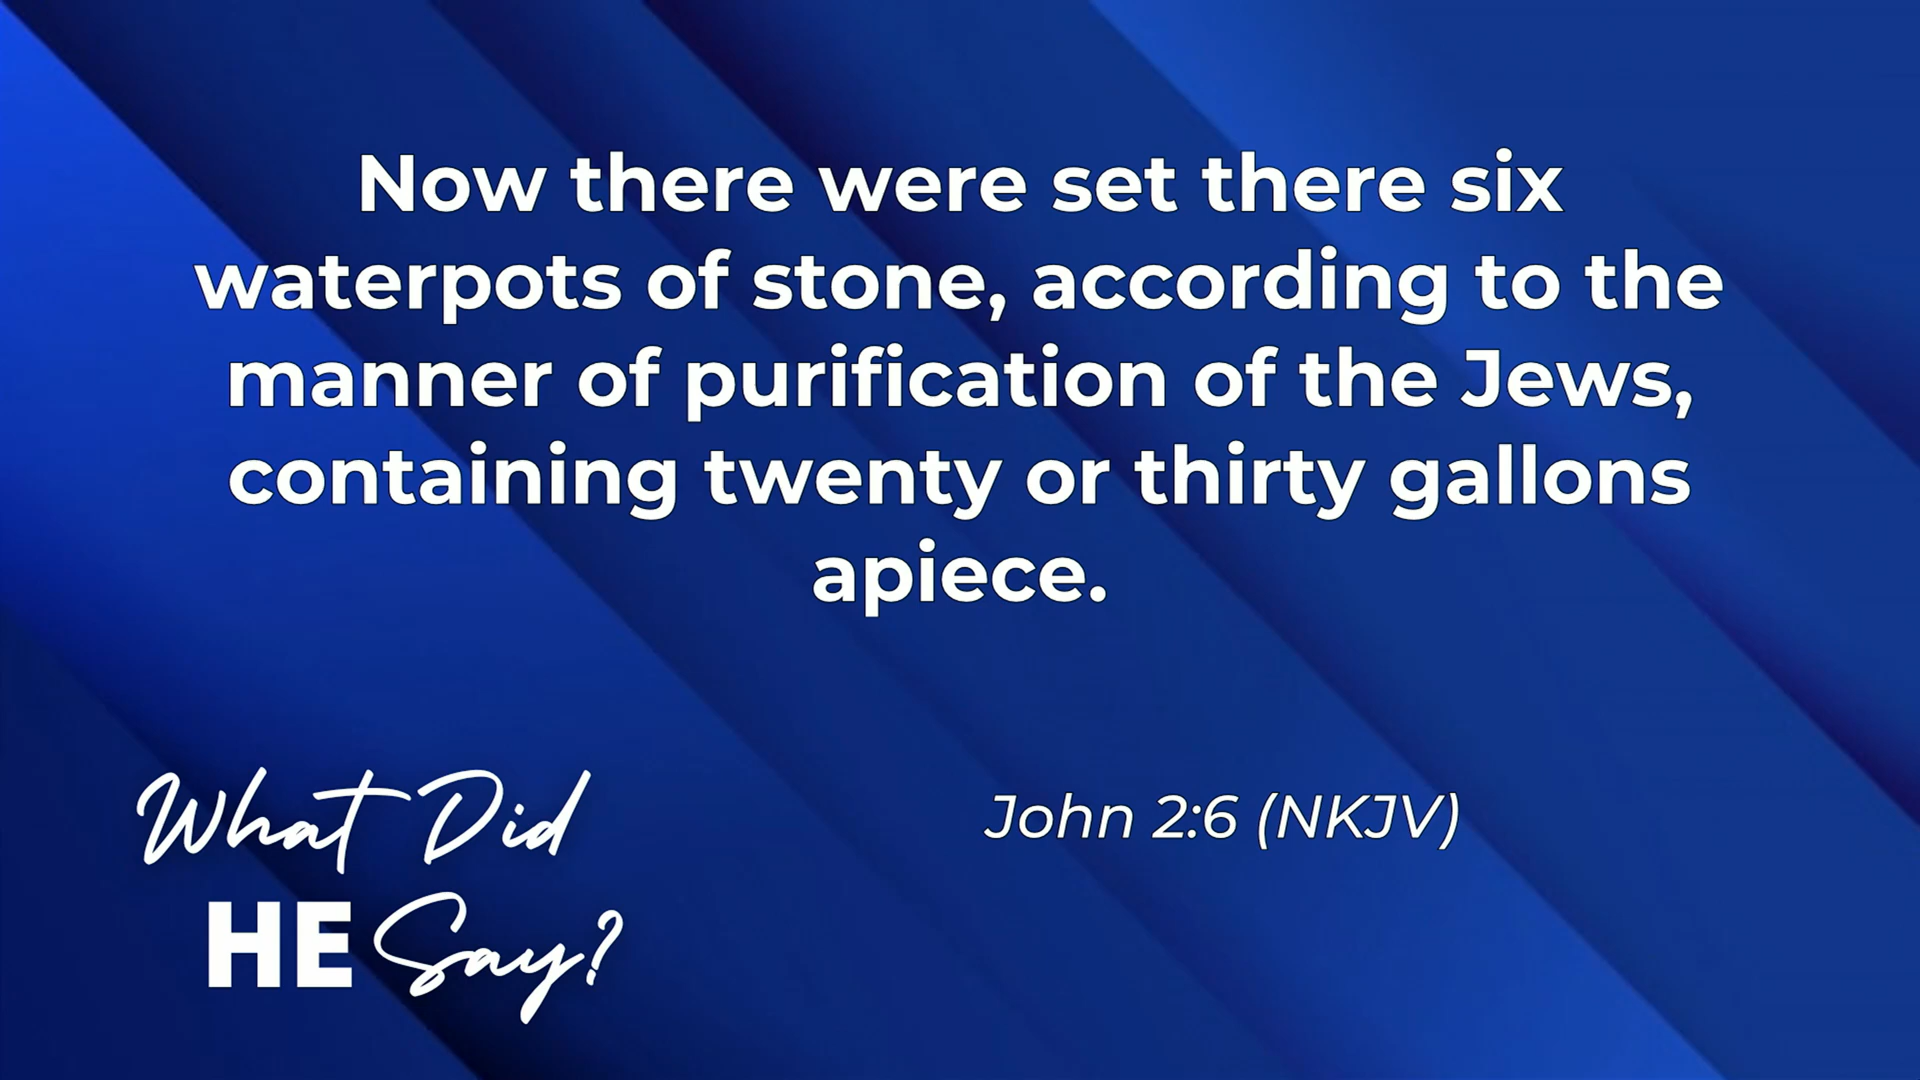 Now there were set there six
waterpots of stone, according to the
manner of purification of the Jews,
containing twenty or thirty gallons
apiece.
John 2:6 (NKJV)
What Did
HE Say?